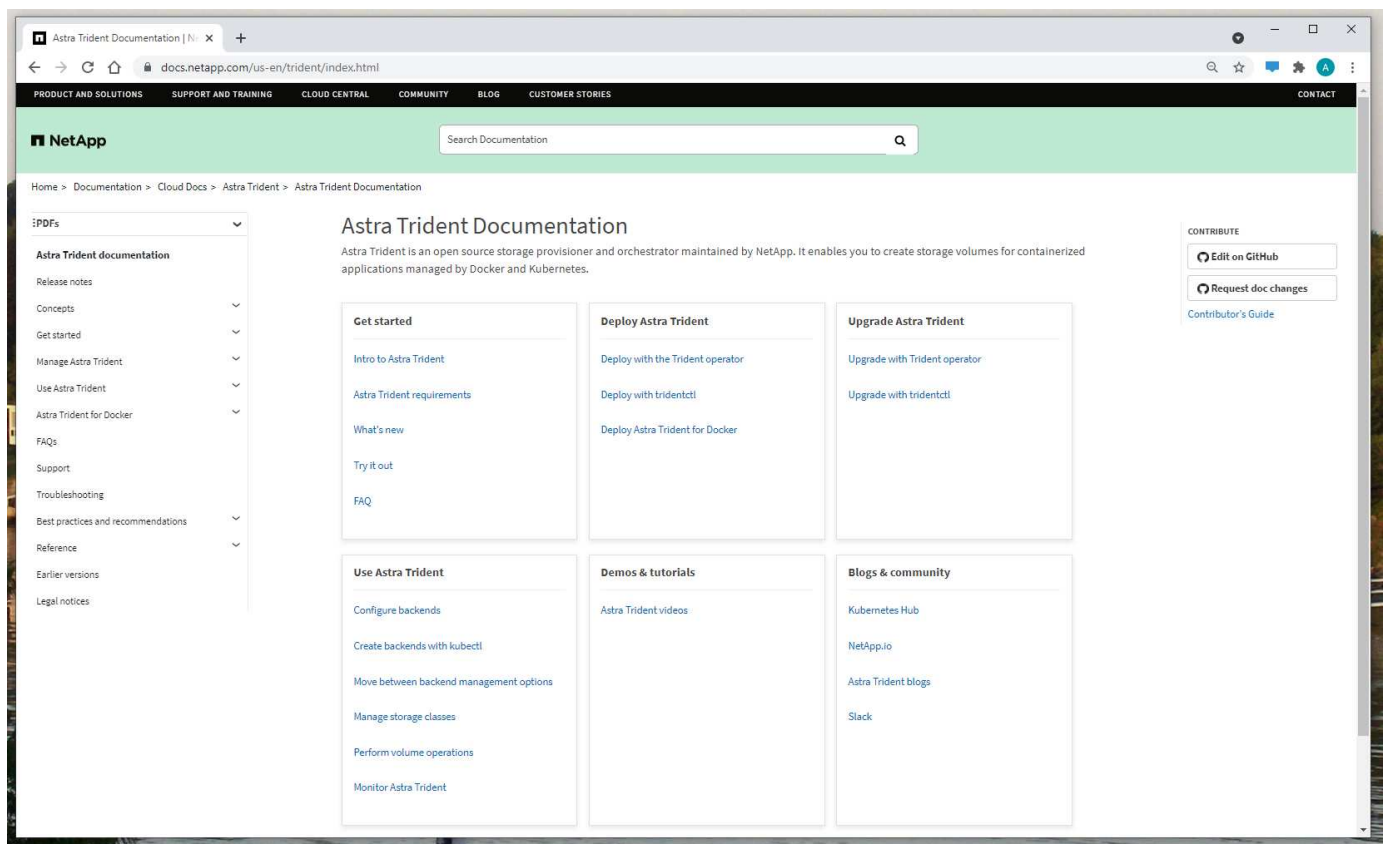 Astra Trident Documentation | Ne
docs.netapp.com/us-en/trident/index.html
A
PRODUCT AND SOLUTIONS SUPPORT AND TRAINING CLOUD CENTRAL COMMUNITY BLOG CUSTOMER STORIES CONTACT
NetApp
Search Documentation
Home > Documentation > Cloud Docs > Astra Trident > Astra Trident Documentation
PDFs
Astra Trident documentation
Release notes
Concepts
Get started
Manage Astra Trident
Use Astra Trident
Astra Trident for Docker
FAQs
Support
Troubleshooting
Best practices and recommendations
Reference
Earlier versions
Legal notices
Astra Trident Documentation
Astra Trident is an open source storage provisioner and orchestrator maintained by NetApp. It enables you to create storage volumes for containerized
applications managed by Docker and Kubernetes.
Get started
Intro to Astra Trident
Astra Trident requirements
What's new
Try it out
FAQ
Deploy Astra Trident
Deploy with the Trident operator
Deploy with tridentctl
Deploy Astra Trident for Docker
Upgrade Astra Trident
Upgrade with Trident operator
Upgrade with tridentctl
Use Astra Trident
Configure backends
Create backends with kubectl
Move between backend management options
Manage storage classes
Perform volume operations
Monitor Astra Trident
Demos & tutorials
Astra Trident videos
Blogs & community
Kubernetes Hub
NetApp.io
Astra Trident blogs
Slack
CONTRIBUTE
Edit on GitHub
Request doc changes
Contributor's Guide